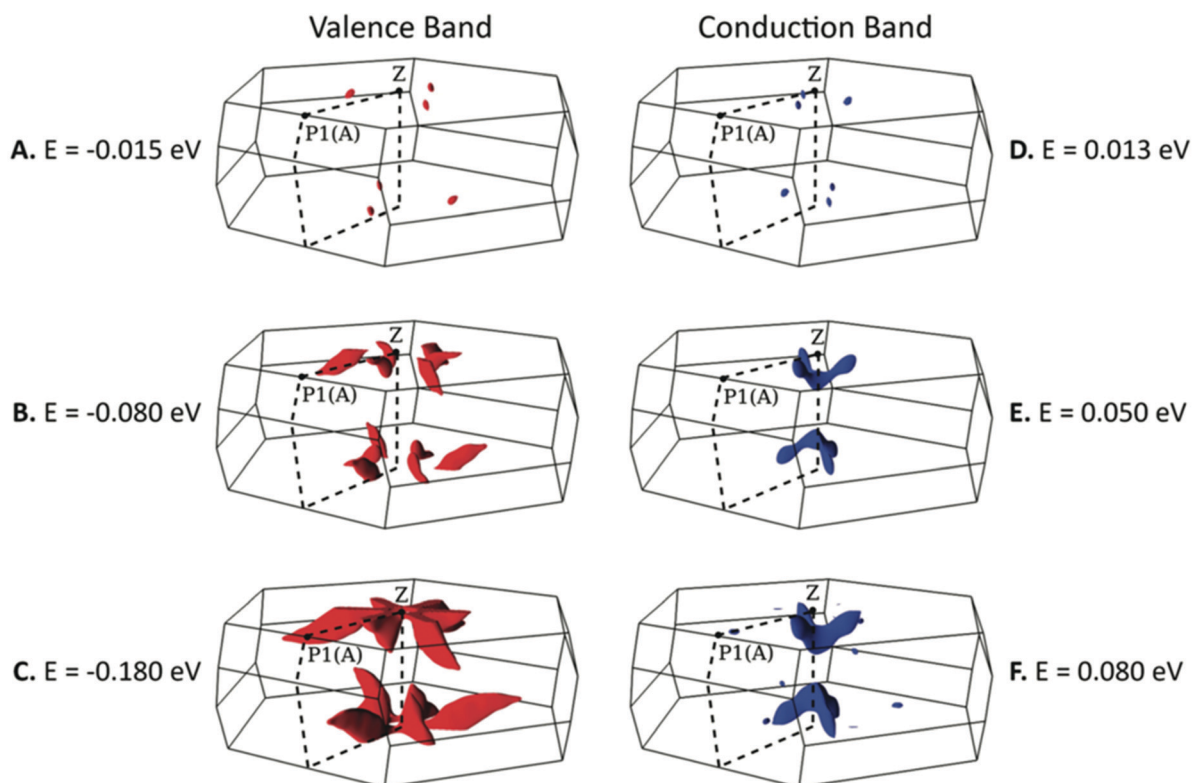 Valence Band
Conduction Band
Z
P1(A)
A. E = -0.015 eV
Z
P1(A)
D. E = 0.013 eV
Z
P1(A)
B. E = -0.080 eV
Z
P1(A)
E. E = 0.050 eV
Z
P1(A)
C. E = -0.180 eV
Z
P1(A)
F. E = 0.080 eV